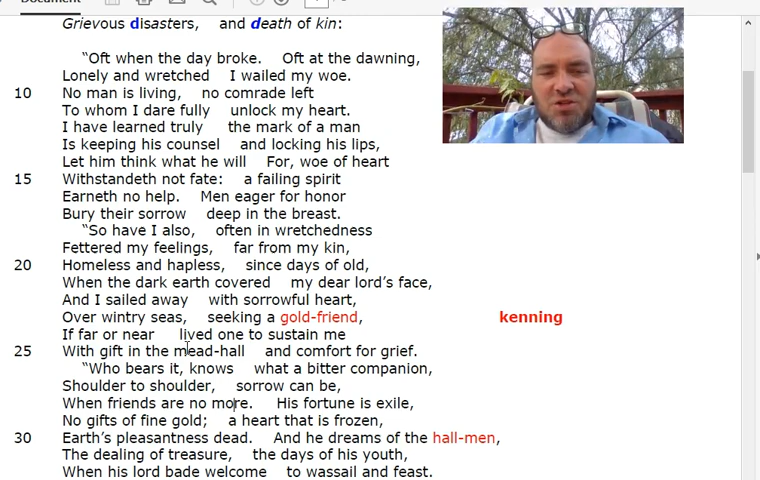 Document
Grievous disasters, and death of kin:
"Oft when the day broke. Oft at the dawning,
Lonely and wretched I wailed my woe.
10 No man is living, no comrade left
To whom I dare fully unlock my heart.
I have learned truly the mark of a man
Is keeping his counsel and locking his lips,
Let him think what he will For, woe of heart
15 Withstandeth not fate: a failing spirit
Earneth no help. Men eager for honor
Bury their sorrow deep in the breast.
"So have I also, often in wretchedness
Fettered my feelings, far from my kin,
20 Homeless and hapless, since days of old,
When the dark earth covered my dear lord's face,
And I sailed away with sorrowful heart,
Over wintry seas, seeking a gold-friend, kenning
If far or near lived one to sustain me
25 With gift in the mead-hall and comfort for grief.
"Who bears it, knows what a bitter companion,
Shoulder to shoulder, sorrow can be,
When friends are no more. His fortune is exile,
No gifts of fine gold; a heart that is frozen,
30 Earth's pleasantness dead. And he dreams of the hall-men,
The dealing of treasure, the days of his youth,
When his lord bade welcome to wassail and feast.